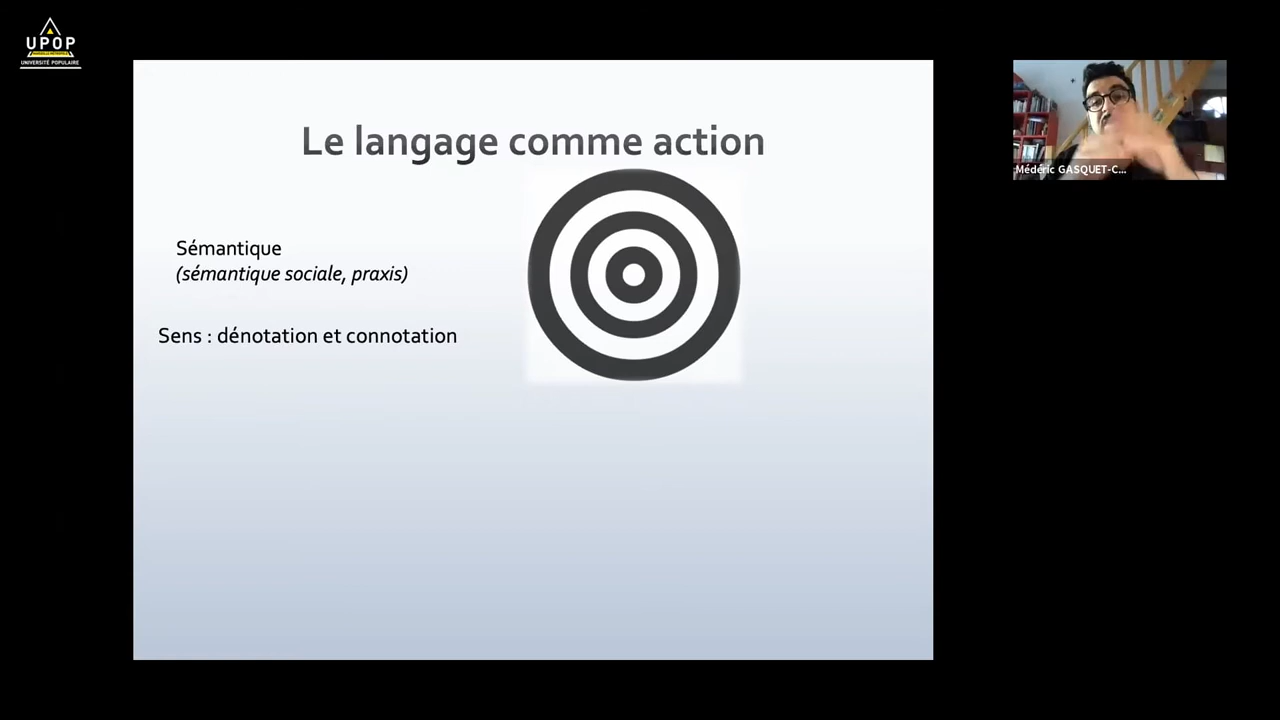 UPOP
UNIVERSITÉ POPULAIRE
Le langage comme action
Sémantique
(sémantique sociale, praxis)
Sens : dénotation et connotation
Médéric GASQUET-C...